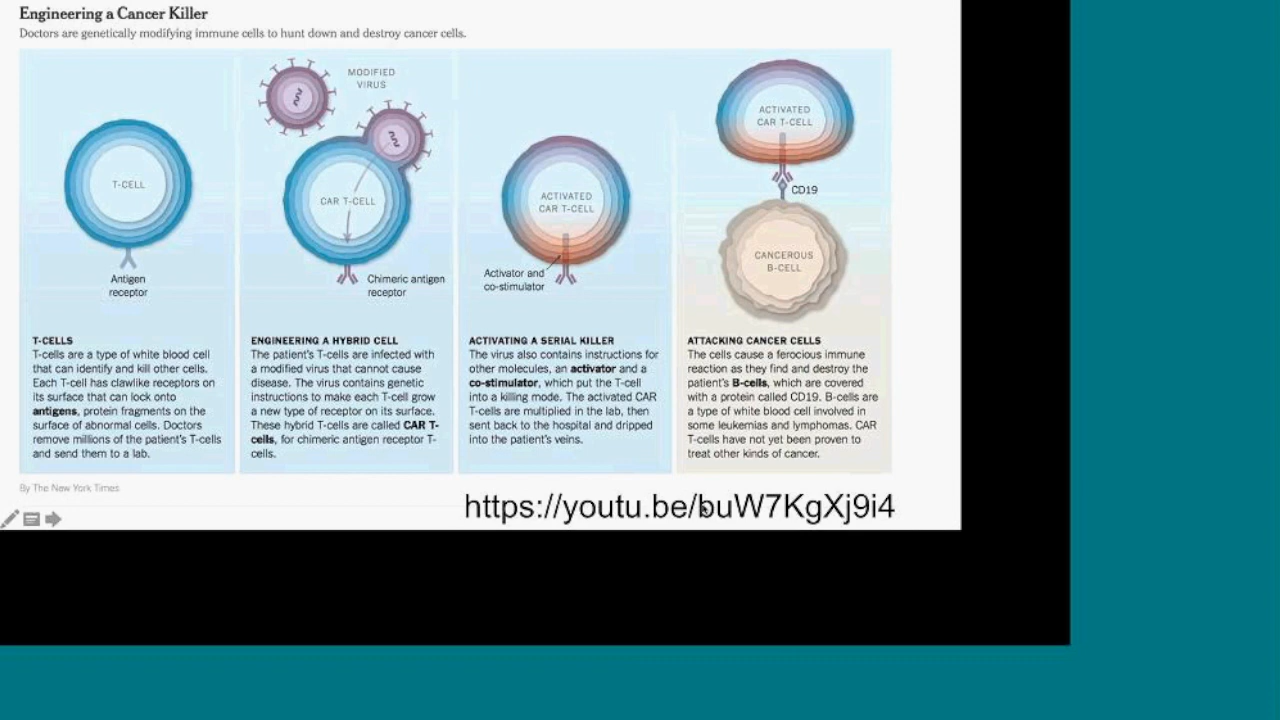 Engineering a Cancer Killer
Doctors are genetically modifying immune cells to hunt down and destroy cancer cells.
T-CELL
Antigen
receptor
T-CELLS
T-cells are a type of white blood cell
that can identify and kill other cells.
Each T-cell has clawlike receptors on
its surface that can lock onto
antigens, protein fragments on the
surface of abnormal cells. Doctors
remove millions of the patient's T-cells
and send them to a lab.
MODIFIED
VIRUS
CAR T-CELL
Chimeric antigen
receptor
ENGINEERING A HYBRID CELL
The patient's T-cells are infected with
a modified virus that cannot cause
disease. The virus contains genetic
instructions to make each T-cell grow
a new type of receptor on its surface.
These hybrid T-cells are called CAR T-
cells, for chimeric antigen receptor T-
cells.
ACTIVATED
CAR T-CELL
Activator and
co-stimulator
ACTIVATING A SERIAL KILLER
The virus also contains instructions for
other molecules, an activator and a
co-stimulator, which put the T-cell
into a killing mode. The activated CAR
T-cells are multiplied in the lab, then
sent back to the hospital and dripped
into the patient's veins.
ACTIVATED
CAR T-CELL
CD19
CANCEROUS
B-CELL
ATTACKING CANCER CELLS
The cells cause a ferocious immune
reaction as they find and destroy the
patient's B-cells, which are covered
with a protein called CD19. B-cells are
a type of white blood cell involved in
some leukemias and lymphomas. CAR
T-cells have not yet been proven to
treat other kinds of cancer.
By The New York Times
https://youtu.be/buW7KgXj9i4